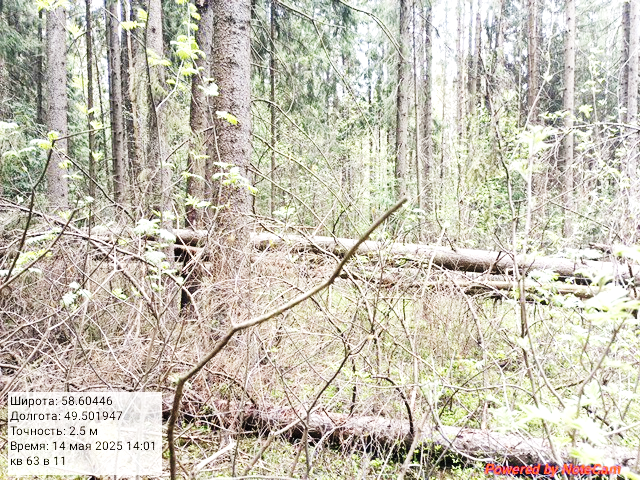 Широта: 58.60446
Долгота: 49.501947
Точность: 2.5 м
Время: 14 мая 2025 14:01
кв 63 в 11
Powered by NoteCam